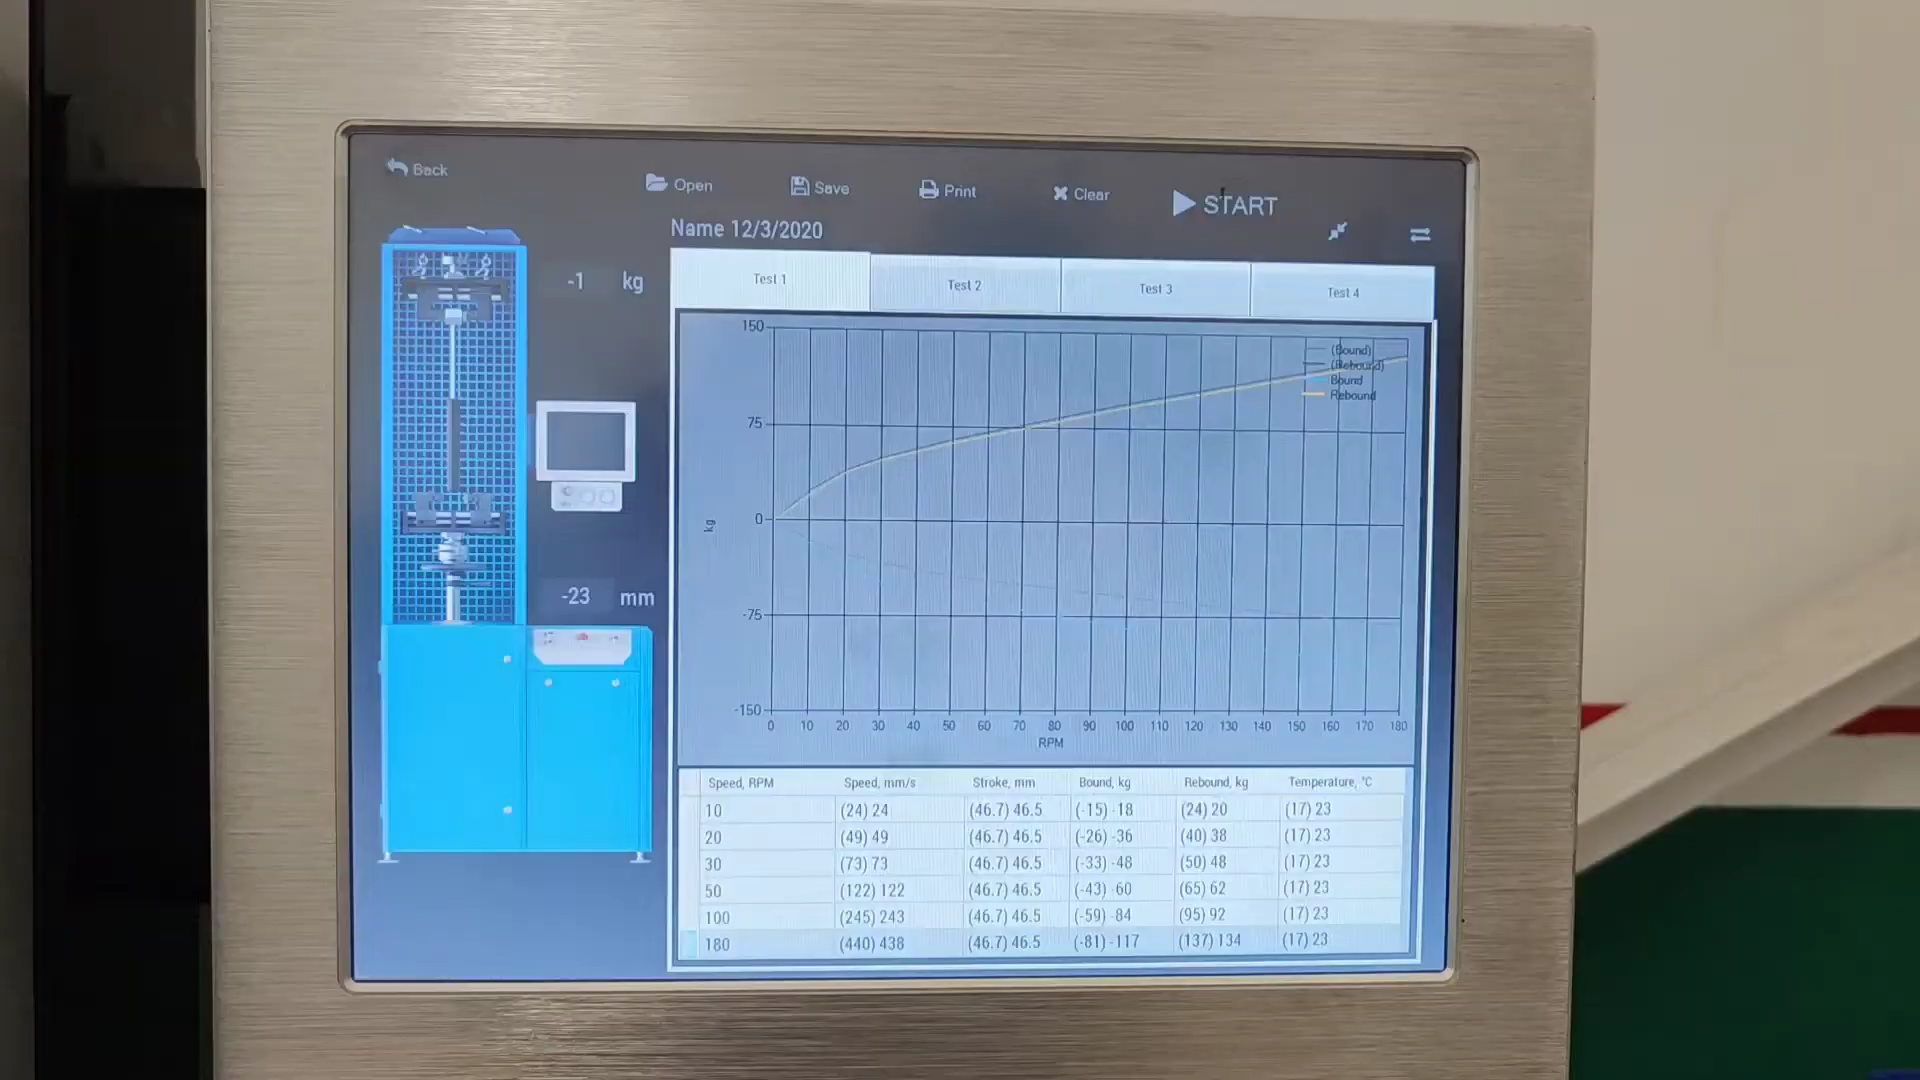 Back
Open
Save
Print
Clear
START
Name 12/3/2020
-1 kg
-23 mm
Test 1
Test 2
Test 3
Test 4
(Bound)
(Rebound)
Bound
Rebound
150
75
0
-75
-150
kg
0 10 20 30 40 50 60 70 80 90 100 110 120 130 140 150 160 170 180
RPM
Speed, RPM Speed, mm/s Stroke, mm Bound, kg Rebound, kg Temperature, °C
10 (24) 24 (46.7) 46.5 (-15) -18 (24) 20 (17) 23
20 (49) 49 (46.7) 46.5 (-26) -36 (40) 38 (17) 23
30 (73) 73 (46.7) 46.5 (-33) -48 (50) 48 (17) 23
50 (122) 122 (46.7) 46.5 (-43) -60 (65) 62 (17) 23
100 (245) 243 (46.7) 46.5 (-59) -84 (95) 92 (17) 23
180 (440) 438 (46.7) 46.5 (-81) -117 (137) 134 (17) 23